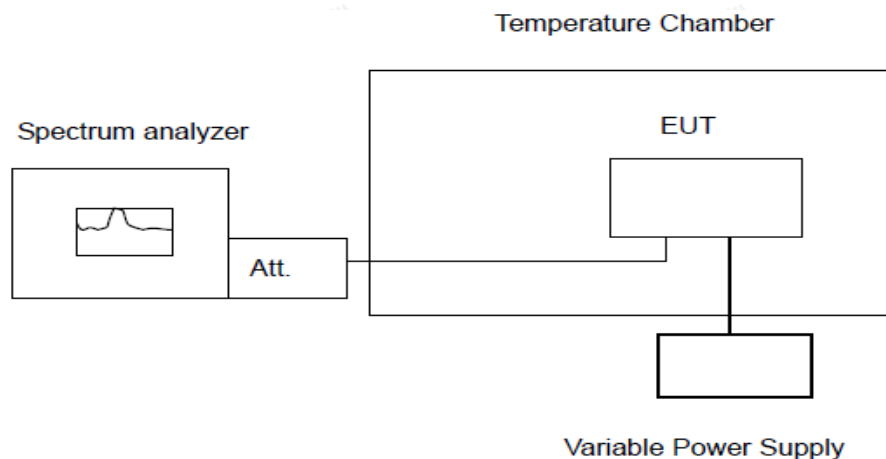 Temperature Chamber
Spectrum analyzer
EUT
Att.
Variable Power Supply